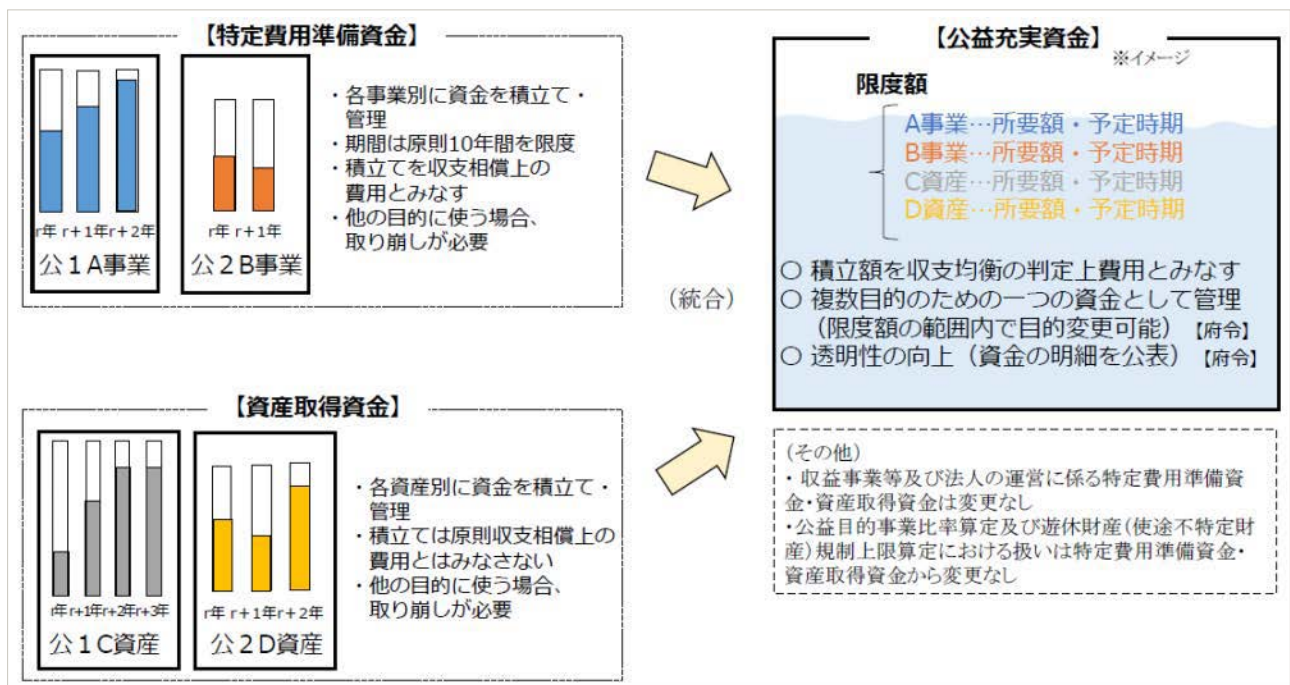 【特定費用準備資金】
r年 r+1年r+2年
公１A事業
r年 r+1年
公２B事業
・各事業別に資金を積立て・
管理
・期間は原則10年間を限度
・積立てを収支相償上の
費用とみなす
・他の目的に使う場合、
取り崩しが必要
【資産取得資金】
r年r+1年r+2年r+3年
公１C資産
r年 r+1年r+2年
公２D資産
・各資産別に資金を積立て・
管理
・積立ては原則収支相償上の
費用とはみなさない
・他の目的に使う場合、
取り崩しが必要
（統合）
【公益充実資金】
※イメージ
限度額
A事業…所要額・予定時期
B事業…所要額・予定時期
C資産…所要額・予定時期
D資産…所要額・予定時期
○ 積立額を収支均衡の判定上費用とみなす
○ 複数目的のための一つの資金として管理
（限度額の範囲内で目的変更可能）【府令】
○ 透明性の向上（資金の明細を公表）【府令】
(その他)
・収益事業等及び法人の運営に係る特定費用準備資
金・資産取得資金は変更なし
・公益目的事業比率算定及び遊休財産(使途不特定財
産)規制上限算定における扱いは特定費用準備資金・
資産取得資金から変更なし